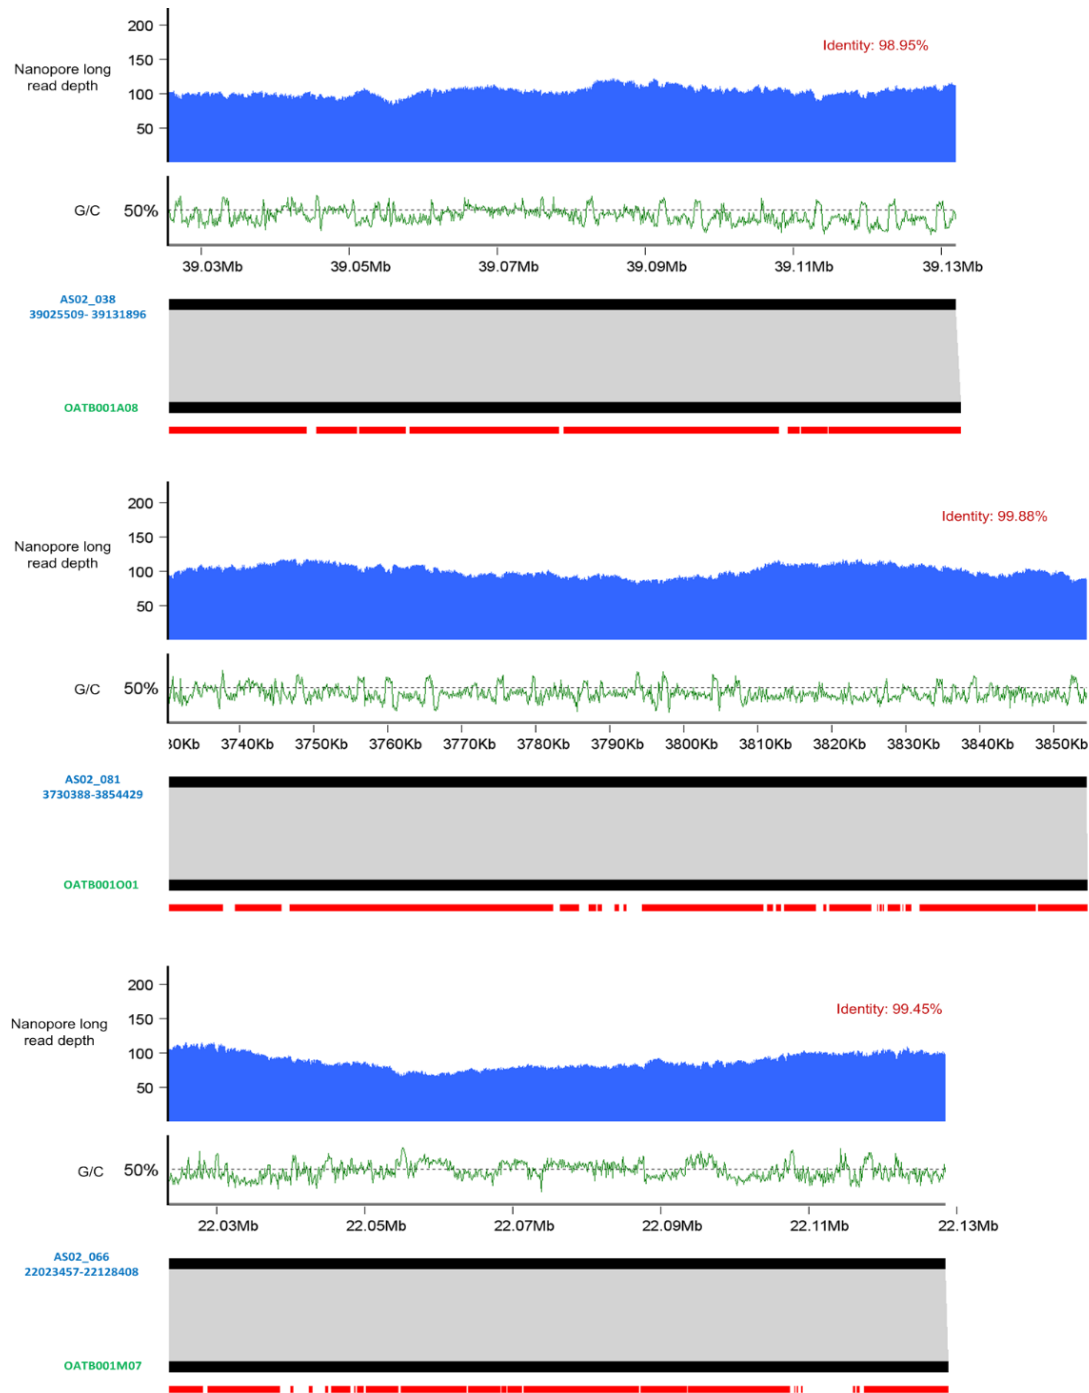 200
Identity: 98.95%
150
Nanopore long
read depth
100
50
G/C 50%
39.03Mb 39.05Mb 39.07Mb 39.09Mb 39.11Mb 39.13Mb
AS02_038
39025509- 39131896
OATB001A08
200
Identity: 99.88%
150
Nanopore long
read depth
100
50
G/C 50%
30Kb 3740Kb 3750Kb 3760Kb 3770Kb 3780Kb 3790Kb 3800Kb 3810Kb 3820Kb 3830Kb 3840Kb 3850Kb
AS02_081
3730388-3854429
OATB001O01
200
Identity: 99.45%
150
Nanopore long
read depth
100
50
G/C 50%
22.03Mb 22.05Mb 22.07Mb 22.09Mb 22.11Mb 22.13Mb
AS02_066
22023457-22128408
OATB001M07